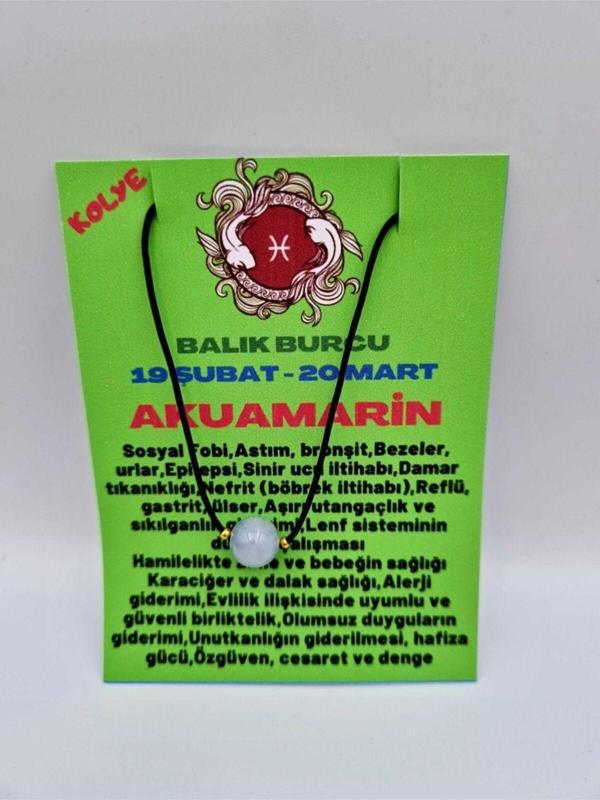 KOLYE
BALIK BURCU
19 ŞUBAT - 20 MART
AKUAMARİN
Sosyal Fobi,Astım, bronşit,Bezeler,
urlar,Epilepsi,Sinir ucu iltihabı,Damar
tıkanıklığı,Nefrit (böbrek iltihabı),Reflü,
gastrit,ülser,Aşırı utangaçlık ve
sıkılganlık giderimi,Lenf sisteminin
çalışması
Hamilelikte ve bebeğin sağlığı
Karaciğer ve dalak sağlığı,Alerji
giderimi,Evlilik ilişkisinde uyumlu ve
güvenli birliktelik,Olumsuz duyguların
giderimi,Unutkanlığın giderilmesi, hafiza
gücü,Özgüven, cesaret ve denge